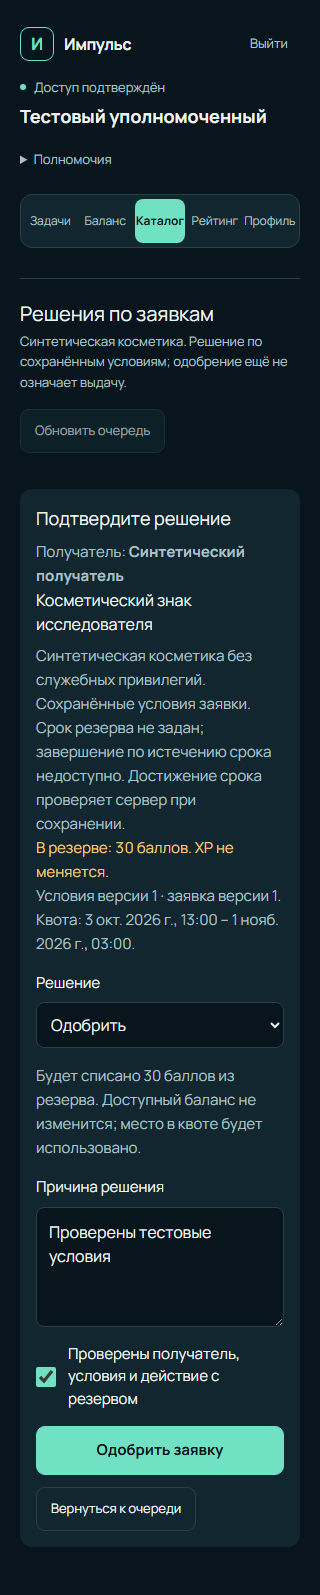 И Импульс Выйти
Доступ подтверждён
Тестовый уполномоченный
Полномочия
Задачи Баланс Каталог Рейтинг Профиль
Решения по заявкам
Синтетическая косметика. Решение по
сохранённым условиям; одобрение ещё не
означает выдачу.
Обновить очередь
Подтвердите решение
Получатель: Синтетический
получатель
Косметический знак
исследователя
Синтетическая косметика без
служебных привилегий.
Сохранённые условия заявки.
Срок резерва не задан;
завершение по истечению срока
недоступно. Достижение срока
проверяет сервер при
сохранении.
В резерве: 30 баллов. XP не
меняется.
Условия версии 1 · заявка версии 1.
Квота: 3 окт. 2026 г., 13:00 – 1 нояб.
2026 г., 03:00.
Решение
Одобрить
Будет списано 30 баллов из
резерва. Доступный баланс не
изменится; место в квоте будет
использовано.
Причина решения
Проверены тестовые
условия
Проверены получатель,
условия и действие с
резервом
Одобрить заявку
Вернуться к очереди